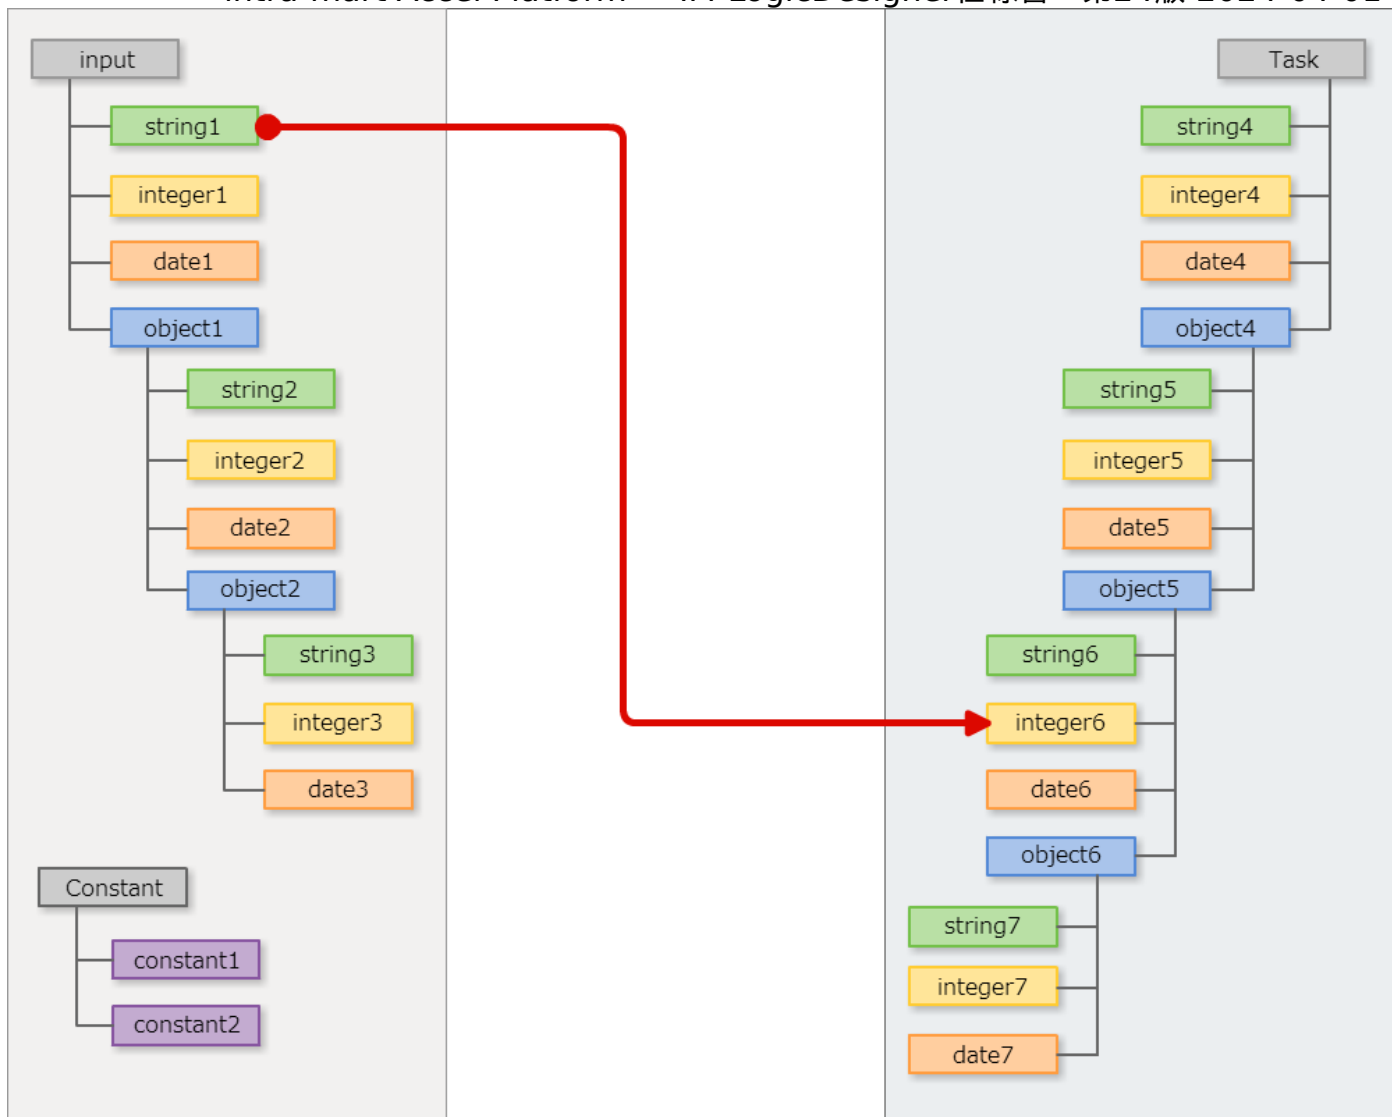 input
string1
integer1
date1
object1
string2
integer2
date2
object2
string3
integer3
date3
Constant
constant1
constant2
Task
string4
integer4
date4
object4
string5
integer5
date5
object5
string6
integer6
date6
object6
string7
integer7
date7